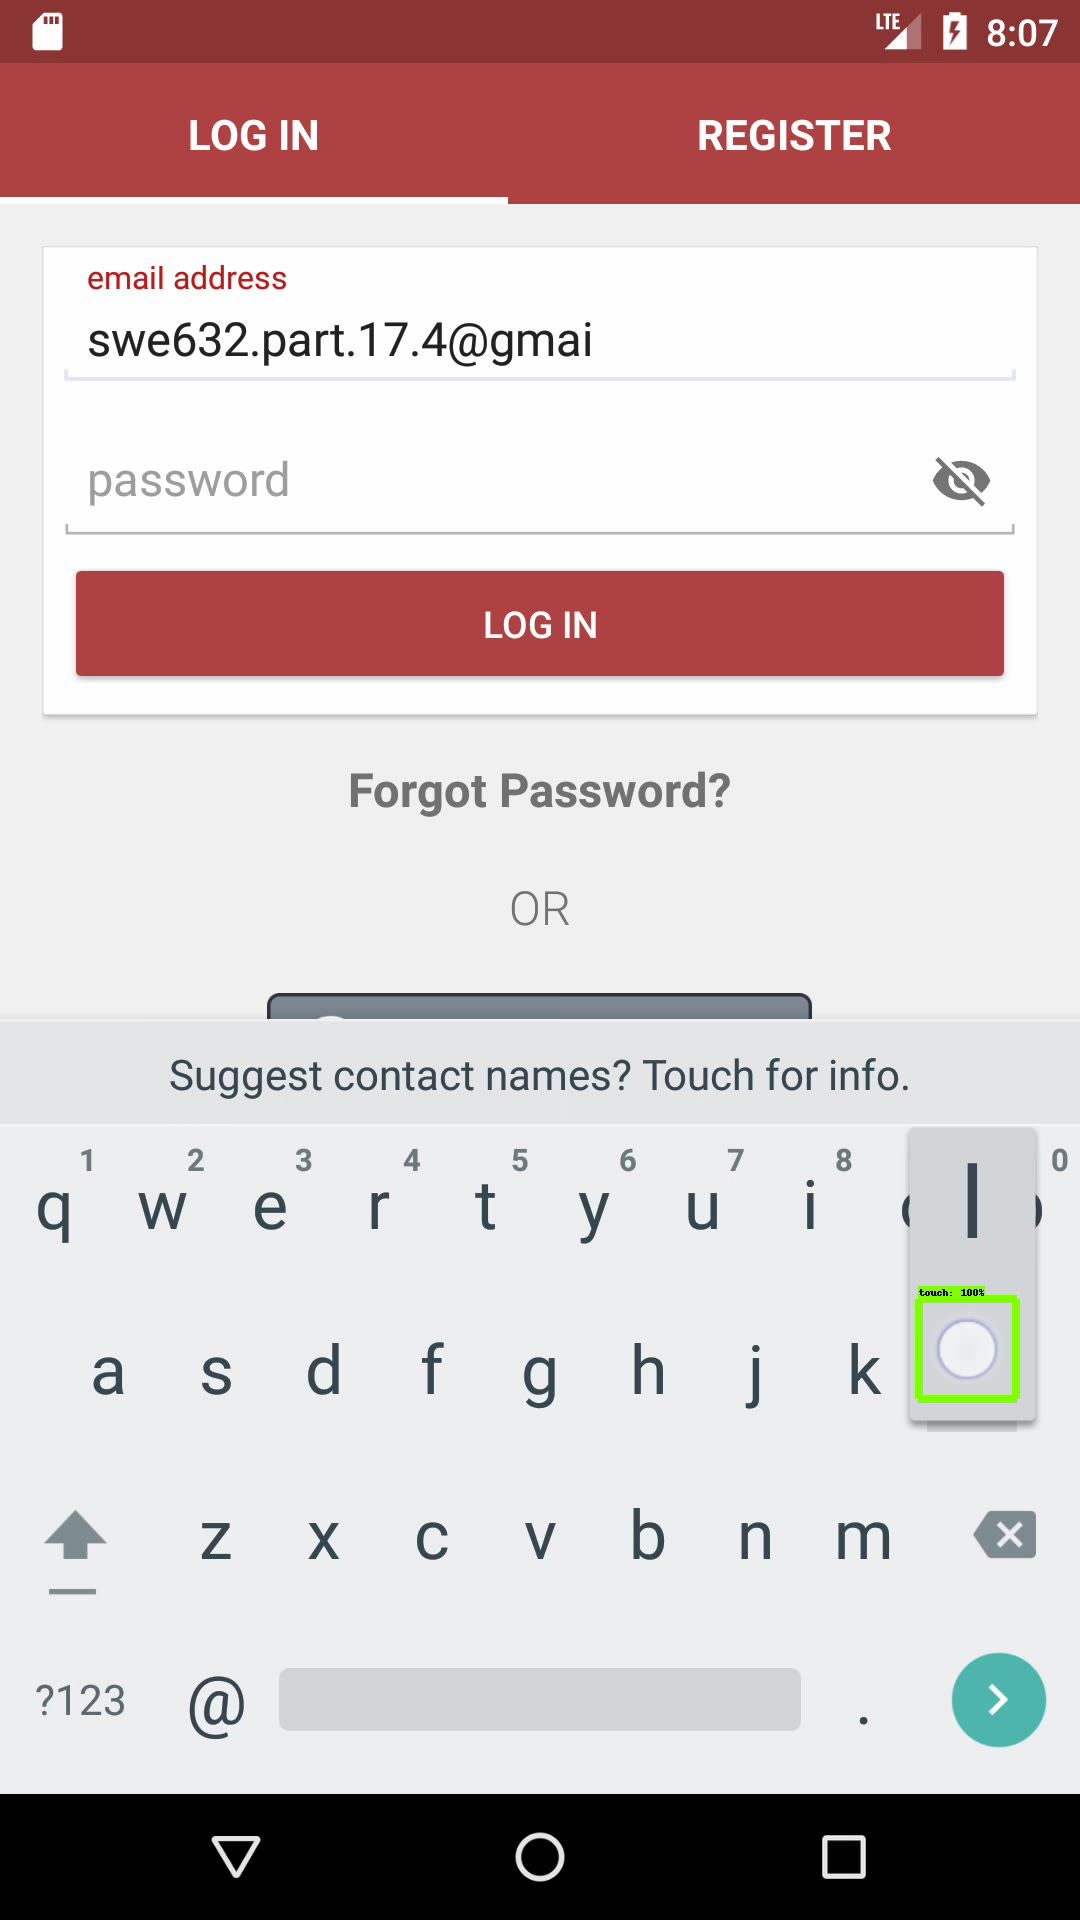 LTE 8:07
LOG IN REGISTER
email address
swe632.part.17.4@gmai
password
LOG IN
Forgot Password?
OR
Suggest contact names? Touch for info.
1 2 3 4 5 6 7 8 0
q w e r t y u i l
touch: 100%
a s d f g h j k
z x c v b n m
?123 @ .